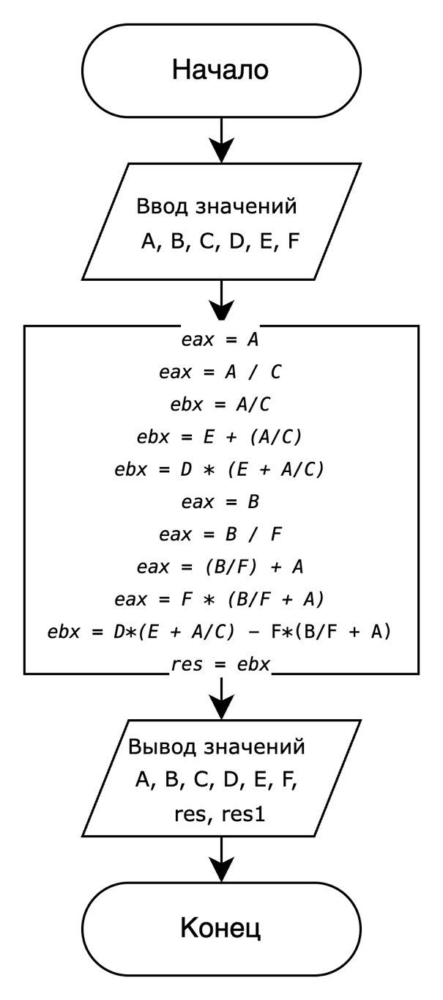 Начало
Ввод значений
A, B, C, D, E, F
eax = A
eax = A / C
ebx = A/C
ebx = E + (A/C)
ebx = D * (E + A/C)
eax = B
eax = B / F
eax = (B/F) + A
eax = F * (B/F + A)
ebx = D*(E + A/C) − F*(B/F + A)
res = ebx
Вывод значений
A, B, C, D, E, F,
res, res1
Конец